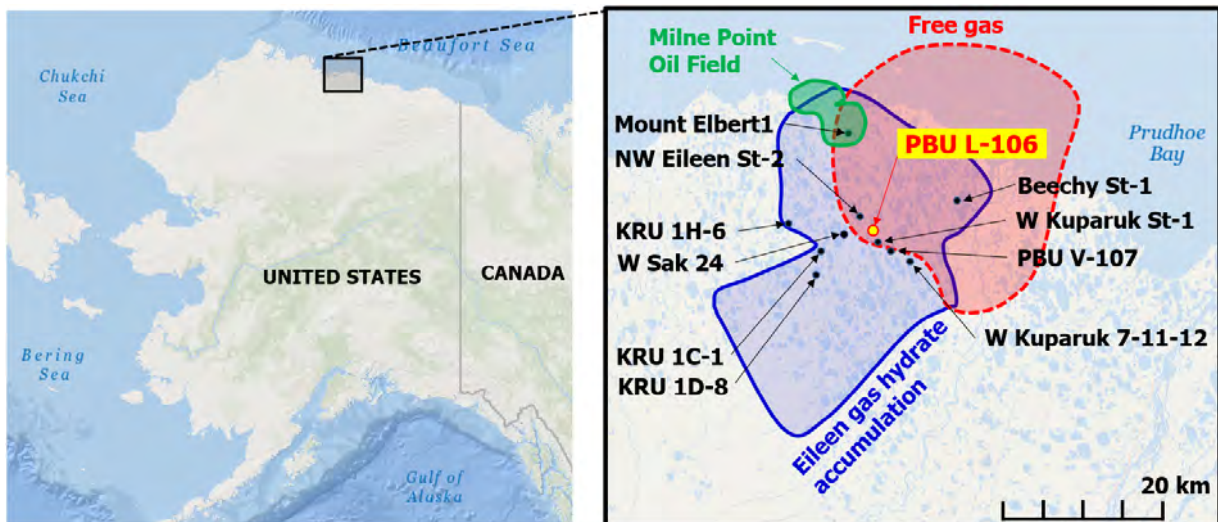 Beaufort Sea
Chukchi
Sea
UNITED STATES
CANADA
Bering
Sea
Gulf of
Alaska
Free gas
Milne Point
Oil Field
Prudhoe
Bay
Mount Elbert1
PBU L-106
NW Eileen St-2
Beechy St-1
KRU 1H-6
W Kuparuk St-1
W Sak 24
PBU V-107
W Kuparuk 7-11-12
KRU 1C-1
KRU 1D-8
Eileen gas hydrate
accumulation
20 km